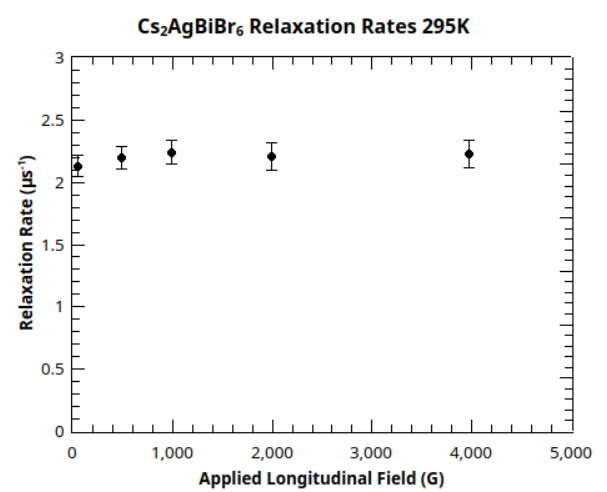 Cs₂AgBiBr₆ Relaxation Rates 295K
3
2.5
2
1.5
1
0.5
0
Relaxation Rate (μs⁻¹)
0 1,000 2,000 3,000 4,000 5,000
Applied Longitudinal Field (G)